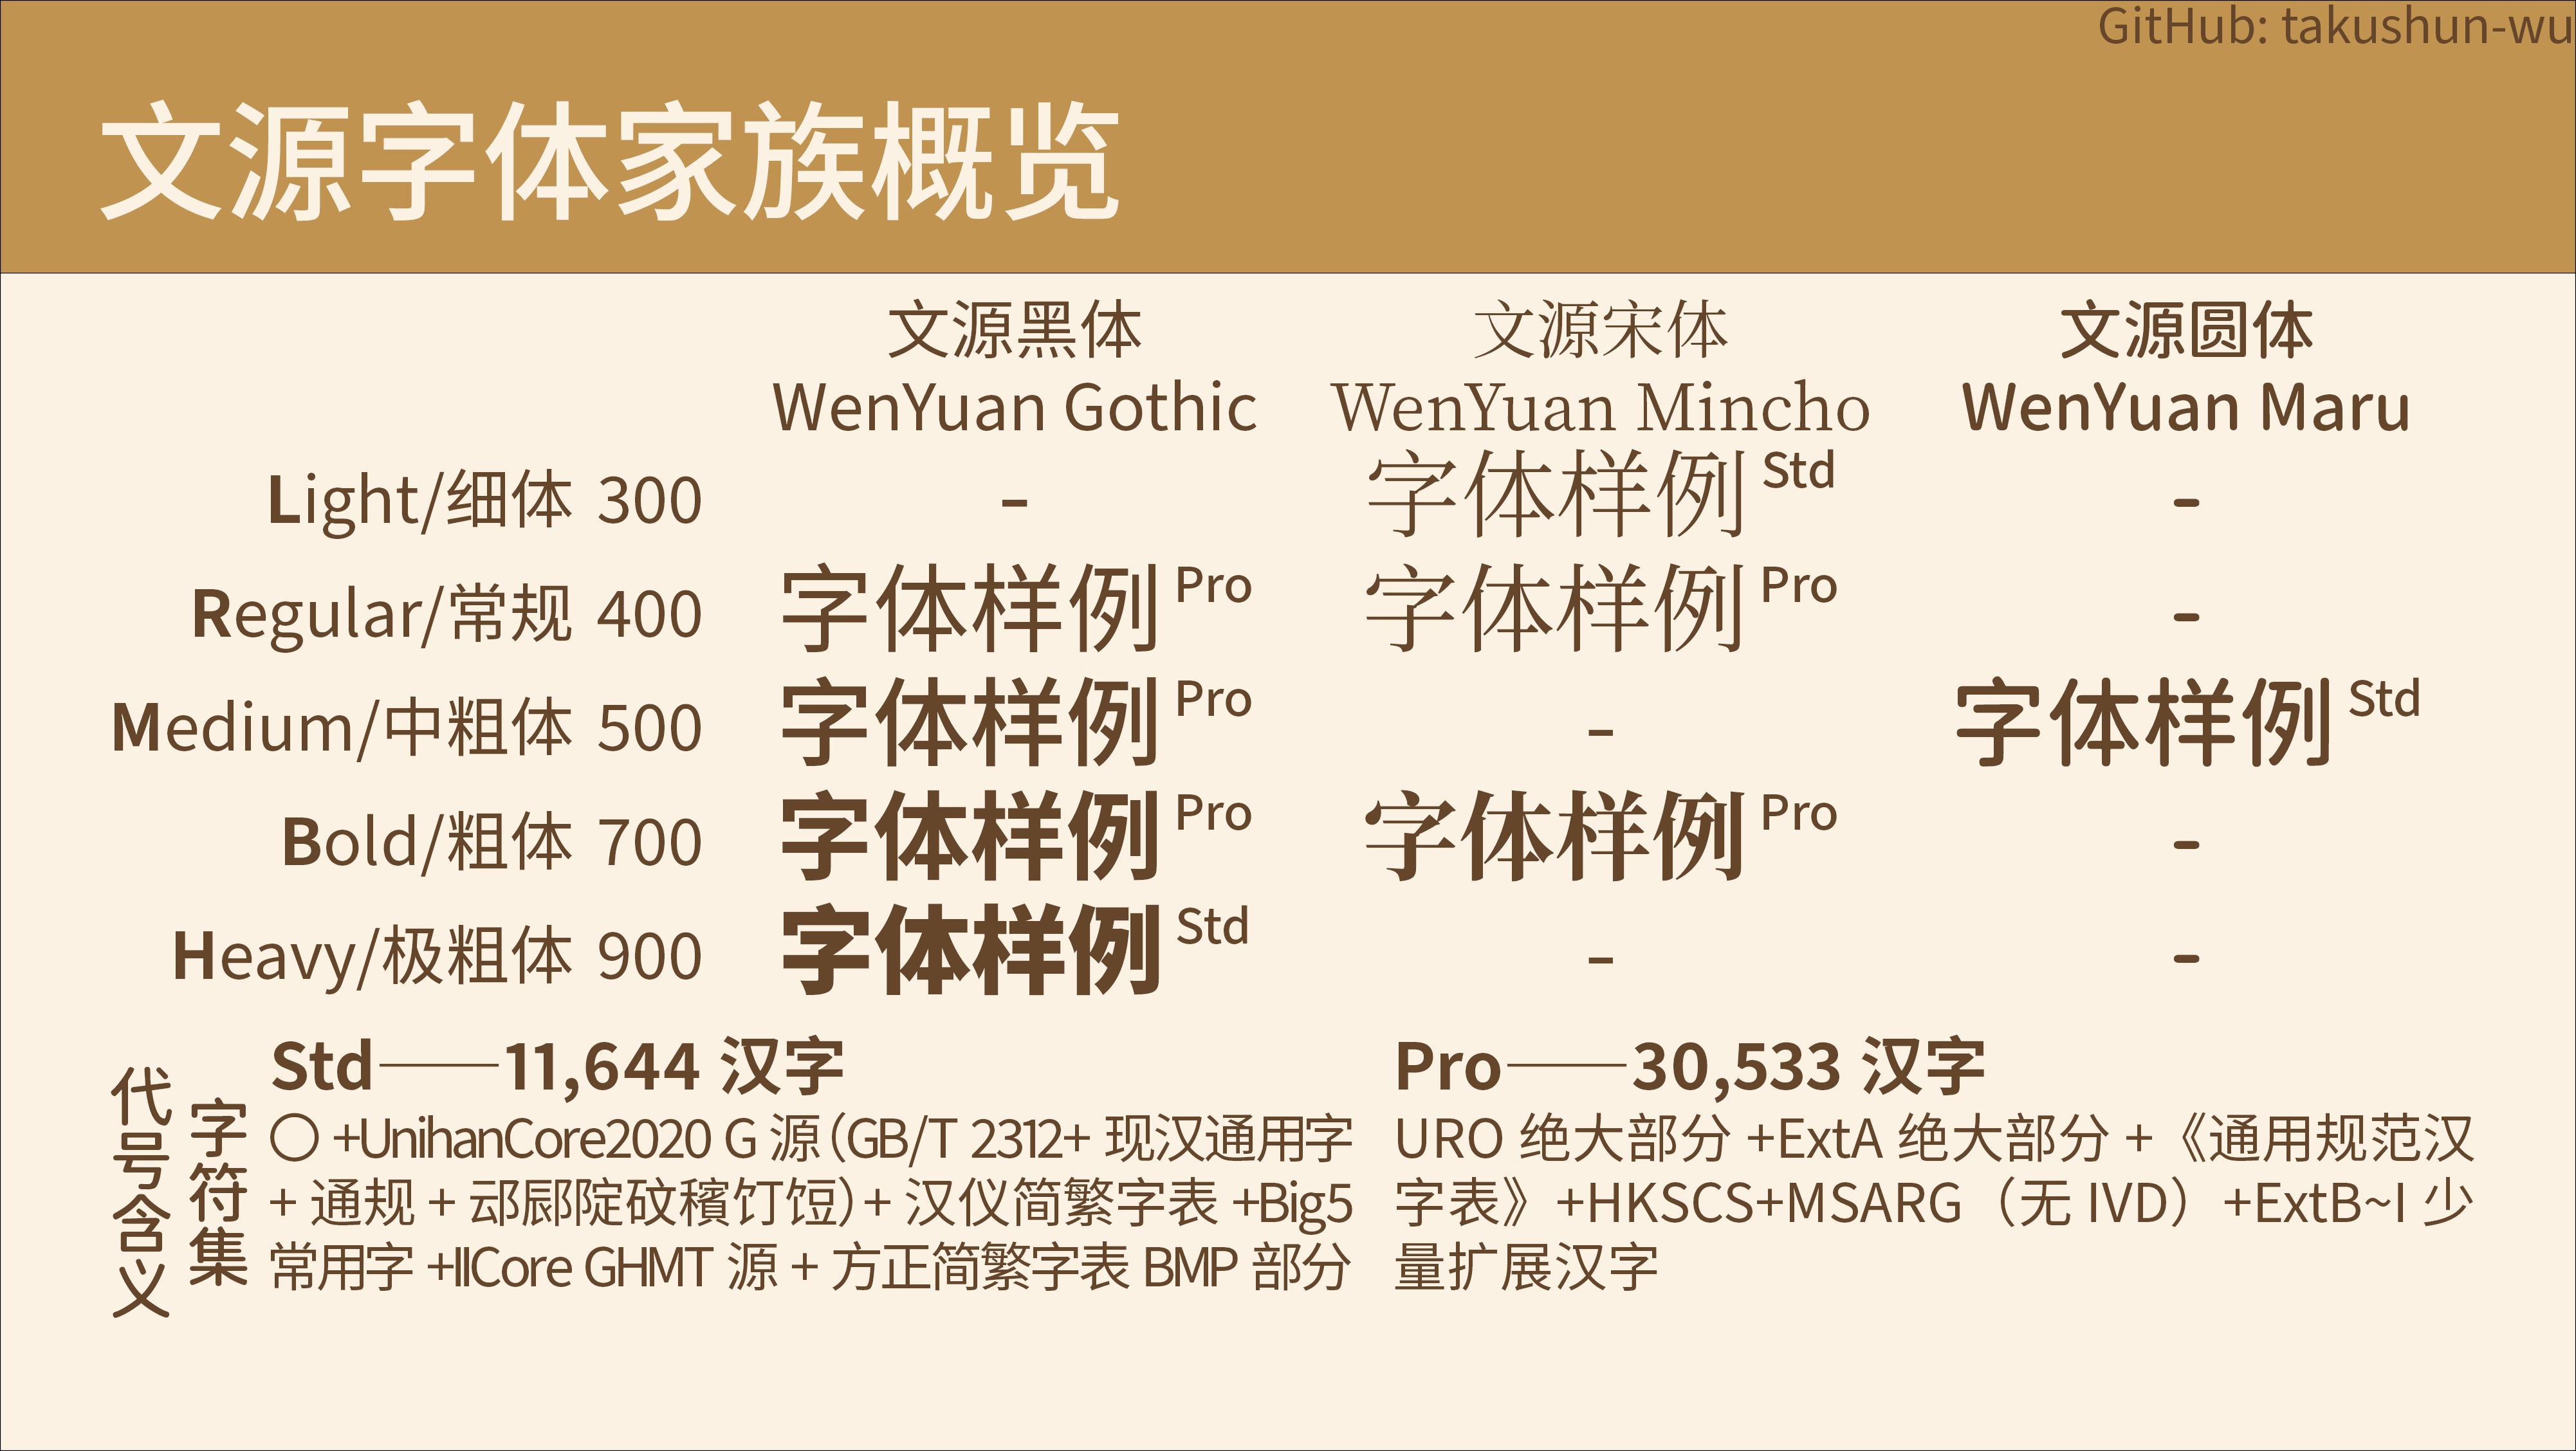 GitHub: takushun-wu
文源字体家族概览
文源黑体 文源宋体 文源圆体
WenYuan Gothic WenYuan Mincho WenYuan Maru
Light/细体 300 - 字体样例 Std -
Regular/常规 400 字体样例 Pro 字体样例 Pro -
Medium/中粗体 500 字体样例 Pro - 字体样例 Std
Bold/粗体 700 字体样例 Pro 字体样例 Pro -
Heavy/极粗体 900 字体样例 Std - -
字符集
代号含义
Std——11,644 汉字
〇 +UnihanCore2020 G 源（GB/T 2312+ 现汉通用字
+ 通规 + 邔郮陡砇穦饤饾）+ 汉仪简繁字表 +Big5
常用字 +IICore GHMT 源 + 方正简繁字表 BMP 部分
Pro——30,533 汉字
URO 绝大部分 +ExtA 绝大部分 +《通用规范汉
字表》+HKSCS+MSARG（无 IVD）+ExtB~I 少
量扩展汉字